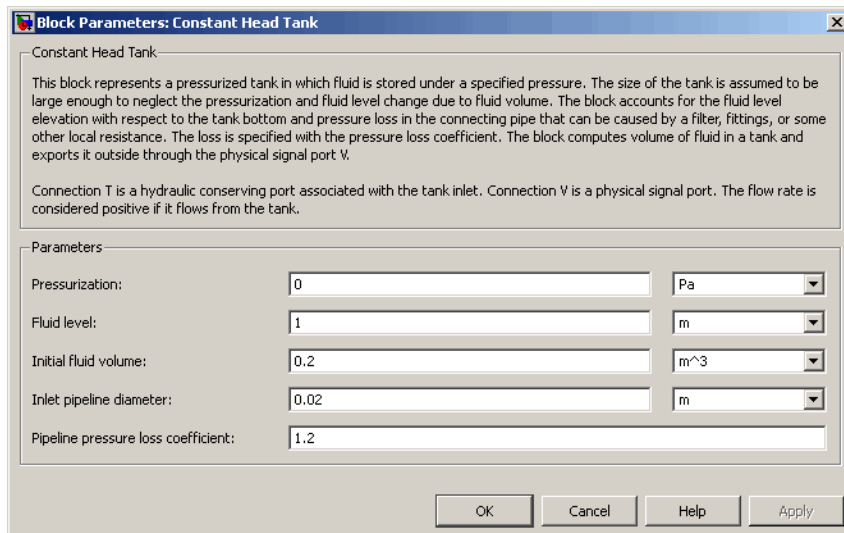 Block Parameters: Constant Head Tank
Constant Head Tank
This block represents a pressurized tank in which fluid is stored under a specified pressure. The size of the tank is assumed to be
large enough to neglect the pressurization and fluid level change due to fluid volume. The block accounts for the fluid level
elevation with respect to the tank bottom and pressure loss in the connecting pipe that can be caused by a filter, fittings, or some
other local resistance. The loss is specified with the pressure loss coefficient. The block computes volume of fluid in a tank and
exports it outside through the physical signal port V.
Connection T is a hydraulic conserving port associated with the tank inlet. Connection V is a physical signal port. The flow rate is
considered positive if it flows from the tank.
Parameters
Pressurization: 0 Pa
Fluid level: 1 m
Initial fluid volume: 0.2 m^3
Inlet pipeline diameter: 0.02 m
Pipeline pressure loss coefficient: 1.2
OK Cancel Help Apply